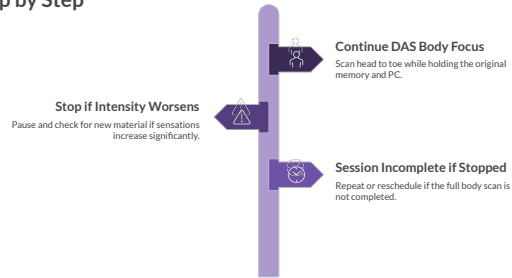 p by Step
Continue DAS Body Focus
Scan head to toe while holding the original
memory and PC.
Stop if Intensity Worsens
Pause and check for new material if sensations
increase significantly.
Session Incomplete if Stopped
Repeat or reschedule if the full body scan is
not completed.